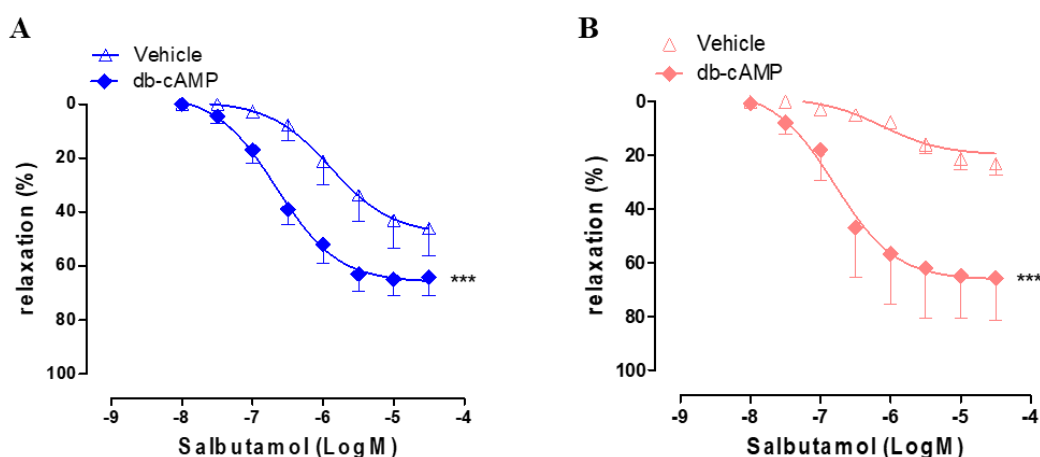 A
Vehicle
db-cAMP
0
20
40
60
80
100
relaxation (%)
***
-9 -8 -7 -6 -5 -4
Salbutamol (LogM)
B
Vehicle
db-cAMP
0
20
40
60
80
100
relaxation (%)
***
-9 -8 -7 -6 -5 -4
Salbutamol (LogM)